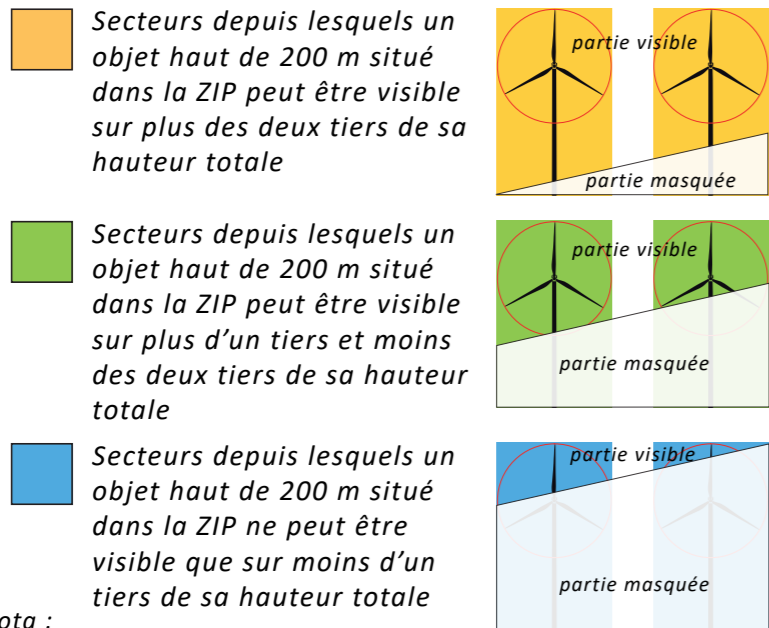 Secteurs depuis lesquels un
objet haut de 200 m situé
dans la ZIP peut être visible
sur plus des deux tiers de sa
hauteur totale
partie visible
partie masquée
Secteurs depuis lesquels un
objet haut de 200 m situé
dans la ZIP peut être visible
sur plus d’un tiers et moins
des deux tiers de sa hauteur
totale
partie visible
partie masquée
Secteurs depuis lesquels un
objet haut de 200 m situé
dans la ZIP ne peut être
visible que sur moins d’un
tiers de sa hauteur totale
partie visible
partie masquée
ota :